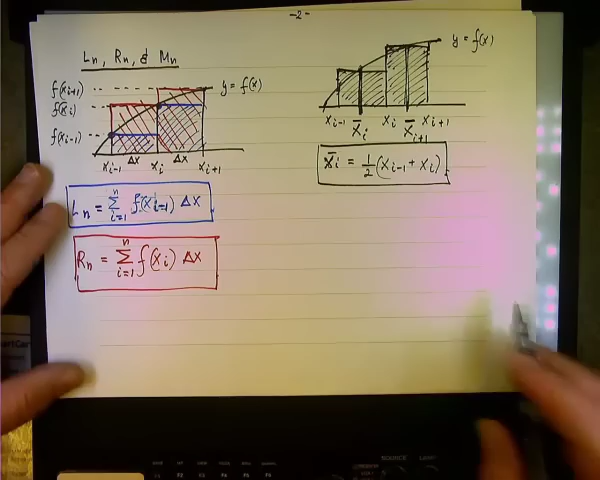 -2-
Ln, Rn, & Mn
f(xi+1)
f(xi)
f(xi-1)
y = f(x)
xi-1 Δx xi Δx xi+1
Ln = Σ i=1 n f(xi-1) Δx
Rn = Σ i=1 n f(xi) Δx
y = f(x)
xi-1 x̄i xi x̄i+1 xi+1
x̄i = 1/2 (xi-1 + xi)
SOURCE